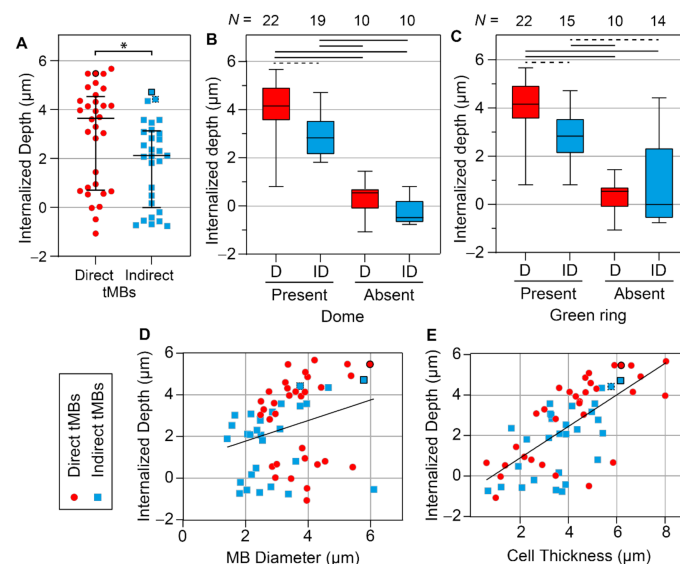 N = 22 19 10 10
N = 22 15 10 14
A
*
Internalized Depth (µm)
6
4
2
0
−2
Direct Indirect
tMBs
B
Internalized depth (µm)
6
4
2
0
−2
D ID D ID
Present Absent
Dome
C
Internalized depth (µm)
6
4
2
0
−2
D ID D ID
Present Absent
Green ring
Direct tMBs
Indirect tMBs
D
Internalized Depth (µm)
6
4
2
0
−2
0 2 4 6
MB Diameter (µm)
E
Internalized Depth (µm)
6
4
2
0
−2
2 4 6 8
Cell Thickness (µm)